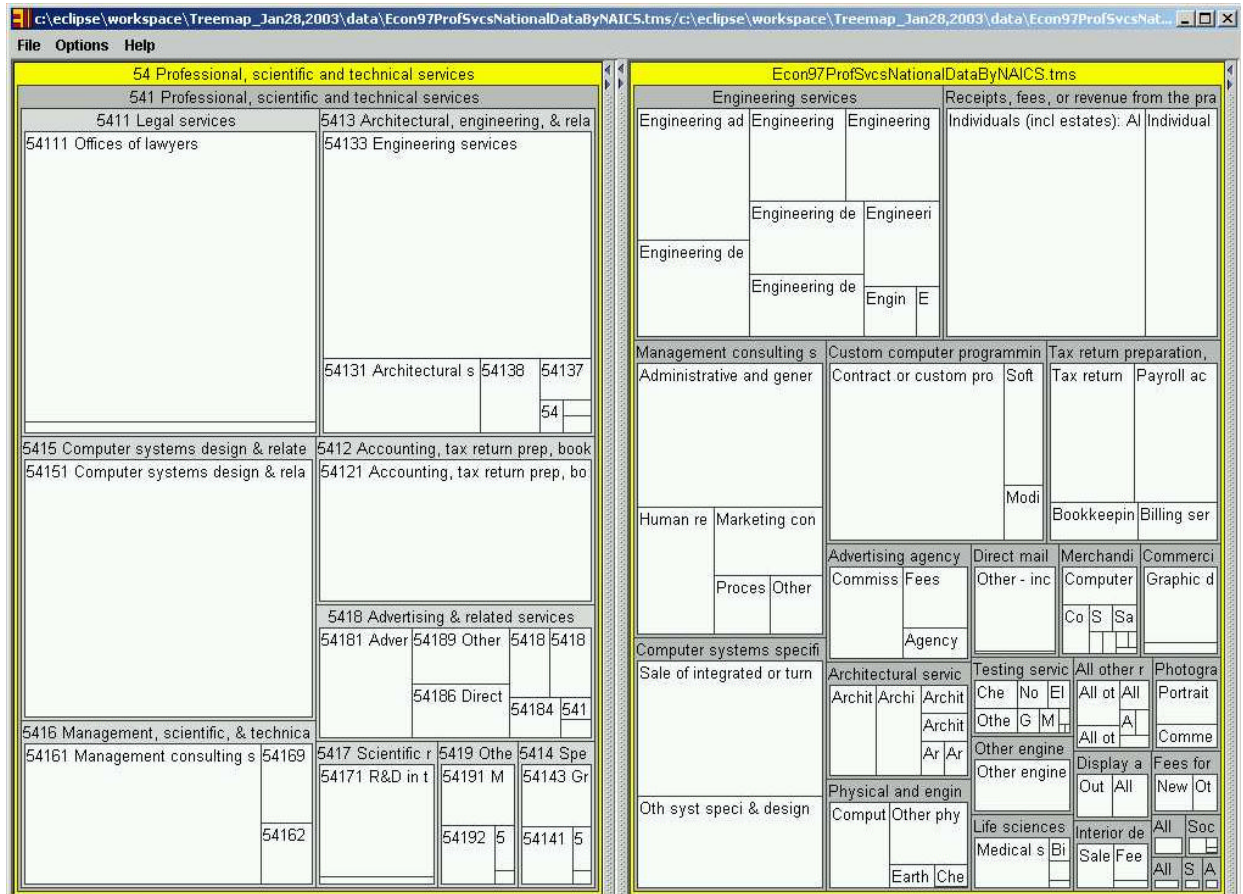 c:\eclipse\workspace\Treemap_Jan28,2003\data\Econ97ProfSvcsNationalDataByNAICS.tms/c:\eclipse\workspace\Treemap_Jan28,2003\data\Econ97ProfSvcsNat...
File Options Help
54 Professional, scientific and technical services
541 Professional, scientific and technical services
5411 Legal services
54111 Offices of lawyers
5413 Architectural, engineering, & rela
54133 Engineering services
54131 Architectural s
54138
54137
54
5415 Computer systems design & relate
54151 Computer systems design & rela
5412 Accounting, tax return prep, book
54121 Accounting, tax return prep, bo
5418 Advertising & related services
54181 Adver
54189 Other
5418
5418
54186 Direct
54184
541
5416 Management, scientific, & technica
54161 Management consulting s
54169
54162
5417 Scientific r
54171 R&D in t
5419 Othe
54191 M
54192
5
5414 Spe
54143 Gr
54141
5
Econ97ProfSvcsNationalDataByNAICS.tms
Engineering services
Engineering ad
Engineering
Engineering
Engineering de
Engineeri
Engineering de
Engineering de
Engin
E
Receipts, fees, or revenue from the pra
Individuals (incl estates): Al
Individual
Management consulting s
Administrative and gener
Human re
Marketing con
Proces
Other
Custom computer programmin
Contract or custom pro
Soft
Modi
Tax return preparation,
Tax return
Payroll ac
Bookkeepin
Billing ser
Advertising agency
Commiss
Fees
Agency
Direct mail
Other - inc
Merchandi
Computer
Co
S
Sa
Commerci
Graphic d
Computer systems specifi
Sale of integrated or turn
Oth syst speci & design
Architectural servic
Archit
Archi
Archit
Archit
Ar
Ar
Testing servic
Che
No
El
Othe
G
M
All other r
All ot
All
A
All ot
Photogra
Portrait
Comme
Other engine
Other engine
Display a
Out
All
Fees for
New
Ot
Physical and engin
Comput
Other phy
Earth
Che
Life sciences
Medical s
Bi
Interior de
Sale
Fee
All
Soc
All
S
A